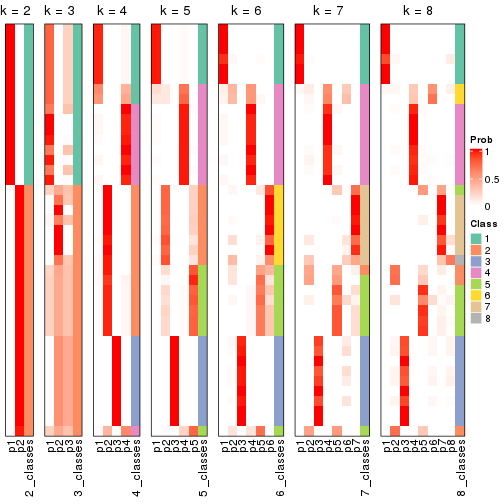 k = 2 k = 3 k = 4 k = 5 k = 6 k = 7 k = 8
Prob
1
0.5
0
Class
1
2
3
4
5
6
7
8
p1 p2 2_classes
p1 p2 p3 3_classes
p1 p2 p3 p4 4_classes
p1 p2 p3 p4 p5 5_classes
p1 p2 p3 p4 p5 p6 6_classes
p1 p2 p3 p4 p5 p6 p7 7_classes
p1 p2 p3 p4 p5 p6 p7 p8 8_classes